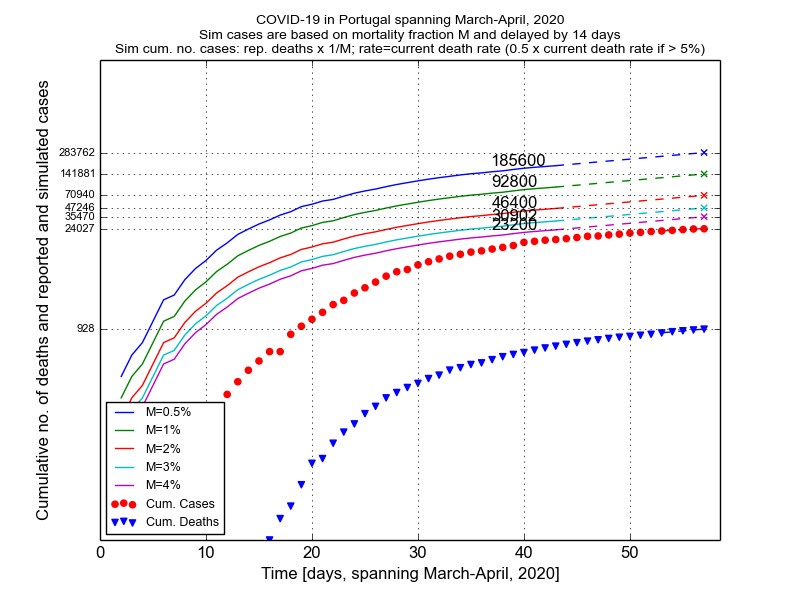 COVID-19 in Portugal spanning March-April, 2020
Sim cases are based on mortality fraction M and delayed by 14 days
Sim cum. no. cases: rep. deaths x 1/M; rate=current death rate (0.5 x current death rate if > 5%)
Cumulative no. of deaths and reported and simulated cases
283762
141881
70940
47246
35470
24027
928
185600
92800
46400
30902
23200
M=0.5%
M=1%
M=2%
M=3%
M=4%
Cum. Cases
Cum. Deaths
0 10 20 30 40 50
Time [days, spanning March-April, 2020]